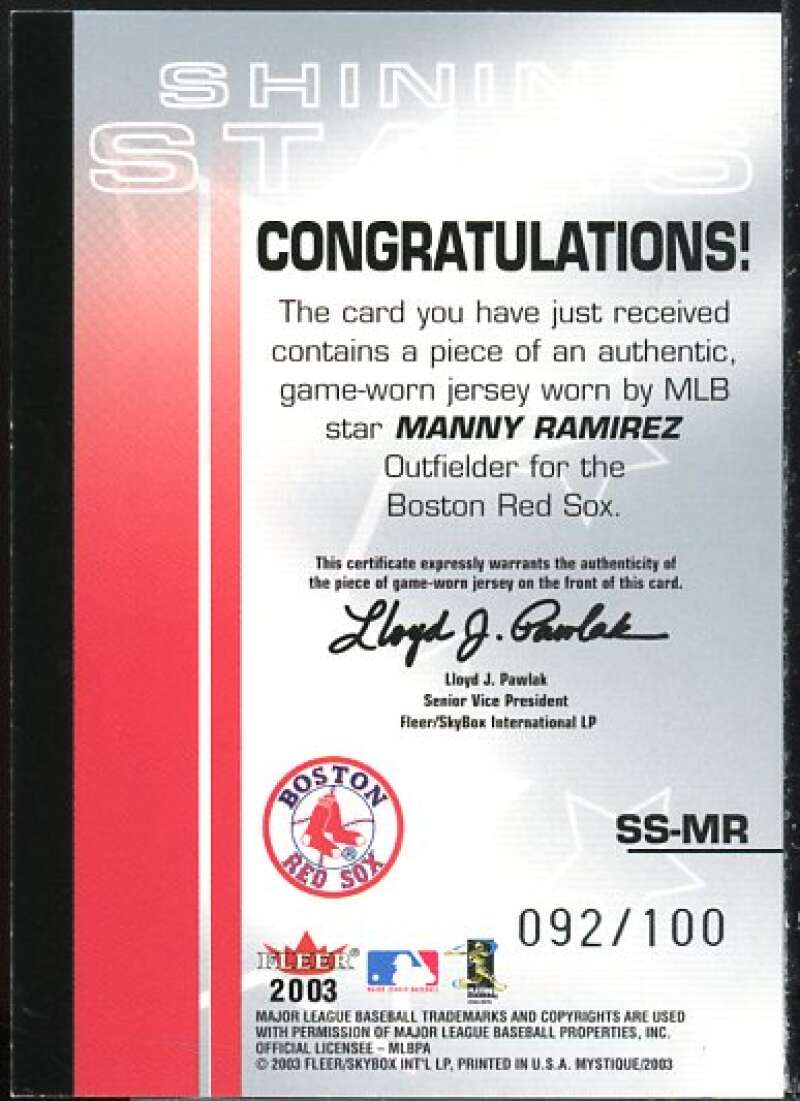 SHINING
STARS
CONGRATULATIONS!
The card you have just received
contains a piece of an authentic,
game-worn jersey worn by MLB
star MANNY RAMIREZ
Outfielder for the
Boston Red Sox.
This certificate expressly warrants the authenticity of
the piece of game-worn jersey on the front of this card.
Lloyd J. Pawlak
Lloyd J. Pawlak
Senior Vice President
Fleer/SkyBox International LP
BOSTON
RED SOX
SS-MR
092/100
FLEER
2003
MAJOR LEAGUE BASEBALL TRADEMARKS AND COPYRIGHTS ARE USED
WITH PERMISSION OF MAJOR LEAGUE BASEBALL PROPERTIES, INC.
OFFICIAL LICENSEE – MLBPA
© 2003 FLEER/SKYBOX INT'L LP, PRINTED IN U.S.A. MYSTIQUE/2003